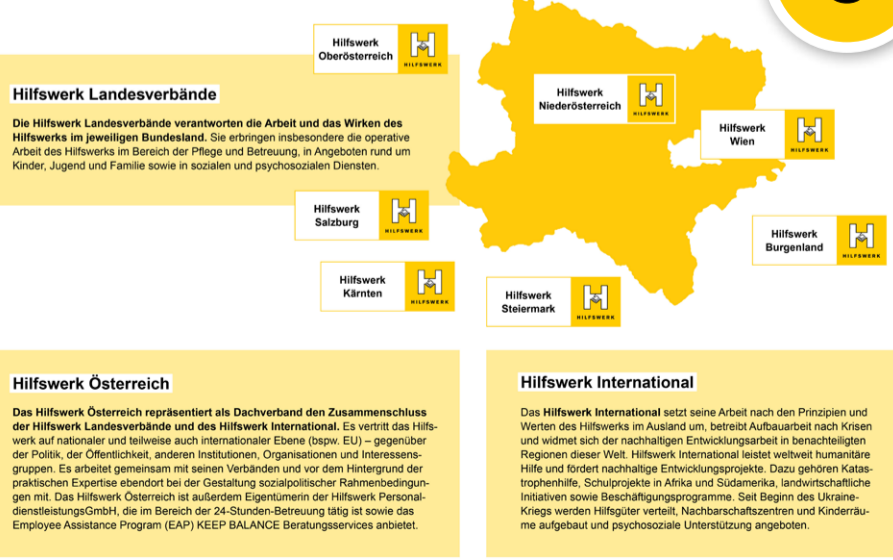 Hilfswerk
Oberösterreich
HILFSWERK
Hilfswerk Landesverbände
Die Hilfswerk Landesverbände verantworten die Arbeit und das Wirken des
Hilfswerks im jeweiligen Bundesland. Sie erbringen insbesondere die operative
Arbeit des Hilfswerks im Bereich der Pflege und Betreuung, in Angeboten rund um
Kinder, Jugend und Familie sowie in sozialen und psychosozialen Diensten.
Hilfswerk
Niederösterreich
HILFSWERK
Hilfswerk
Wien
HILFSWERK
Hilfswerk
Salzburg
HILFSWERK
Hilfswerk
Burgenland
HILFSWERK
Hilfswerk
Kärnten
HILFSWERK
Hilfswerk
Steiermark
HILFSWERK
Hilfswerk Österreich
Das Hilfswerk Österreich repräsentiert als Dachverband den Zusammenschluss
der Hilfswerk Landesverbände und des Hilfswerk International. Es vertritt das Hilfs-
werk auf nationaler und teilweise auch internationaler Ebene (bspw. EU) – gegenüber
der Politik, der Öffentlichkeit, anderen Institutionen, Organisationen und Interessens-
gruppen. Es arbeitet gemeinsam mit seinen Verbänden und vor dem Hintergrund der
praktischen Expertise ebendort bei der Gestaltung sozialpolitischer Rahmenbedingun-
gen mit. Das Hilfswerk Österreich ist außerdem Eigentümerin der Hilfswerk Personal-
dienstleistungsGmbH, die im Bereich der 24-Stunden-Betreuung tätig ist sowie das
Employee Assistance Program (EAP) KEEP BALANCE Beratungsservices anbietet.
Hilfswerk International
Das Hilfswerk International setzt seine Arbeit nach den Prinzipien und
Werten des Hilfswerks im Ausland um, betreibt Aufbauarbeit nach Krisen
und widmet sich der nachhaltigen Entwicklungsarbeit in benachteiligten
Regionen dieser Welt. Hilfswerk International leistet weltweit humanitäre
Hilfe und fördert nachhaltige Entwicklungsprojekte. Dazu gehören Katas-
trophenhilfe, Schulprojekte in Afrika und Südamerika, landwirtschaftliche
Initiativen sowie Beschäftigungsprogramme. Seit Beginn des Ukraine-
Kriegs werden Hilfsgüter verteilt, Nachbarschaftszentren und Kinderräu-
me aufgebaut und psychosoziale Unterstützung angeboten.